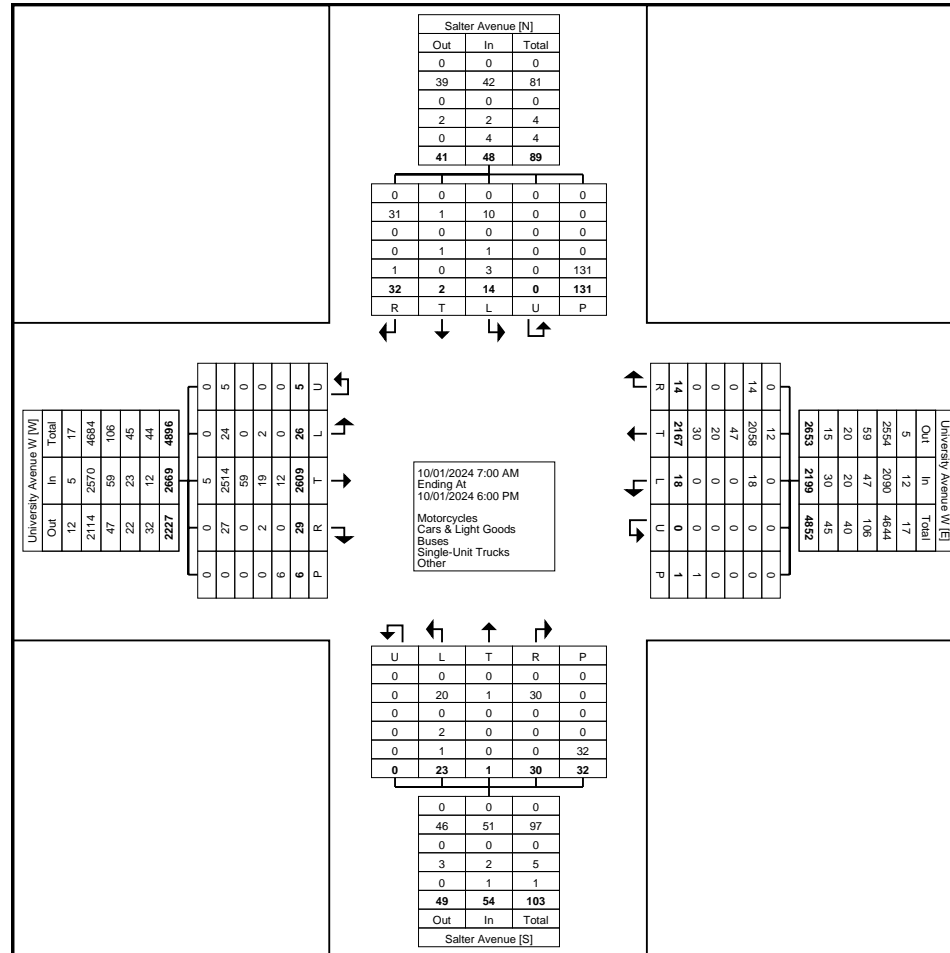 Salter Avenue [N]
Out In Total
0 0 0
39 42 81
0 0 0
2 2 4
0 4 4
41 48 89
0 0 0 0 0
31 1 10 0 0
0 0 0 0 0
0 1 1 0 0
1 0 3 0 131
32 2 14 0 131
R T L U P
University Avenue W [W]
Out In Total
12 5 17
2114 2570 4684
47 59 106
22 23 45
32 12 44
2227 2669 4896
0 0 5 0 0
0 27 2514 24 5
0 0 59 0 0
0 2 19 2 0
6 0 12 0 0
6 29 2609 26 5
P R T L U
10/01/2024 7:00 AM
Ending At
10/01/2024 6:00 PM
Motorcycles
Cars & Light Goods
Buses
Single-Unit Trucks
Other
University Avenue W [E]
Out In Total
5 12 17
2554 2090 4644
59 47 106
20 20 40
15 30 45
2653 2199 4852
0 12 0 0 0
14 2058 18 0 0
0 47 0 0 0
0 20 0 0 0
0 30 0 0 1
14 2167 18 0 1
R T L U P
U L T R P
0 0 0 0 0
0 20 1 30 0
0 0 0 0 0
0 2 0 0 0
0 1 0 0 32
0 23 1 30 32
0 0 0
46 51 97
0 0 0
3 2 5
0 1 1
49 54 103
Out In Total
Salter Avenue [S]